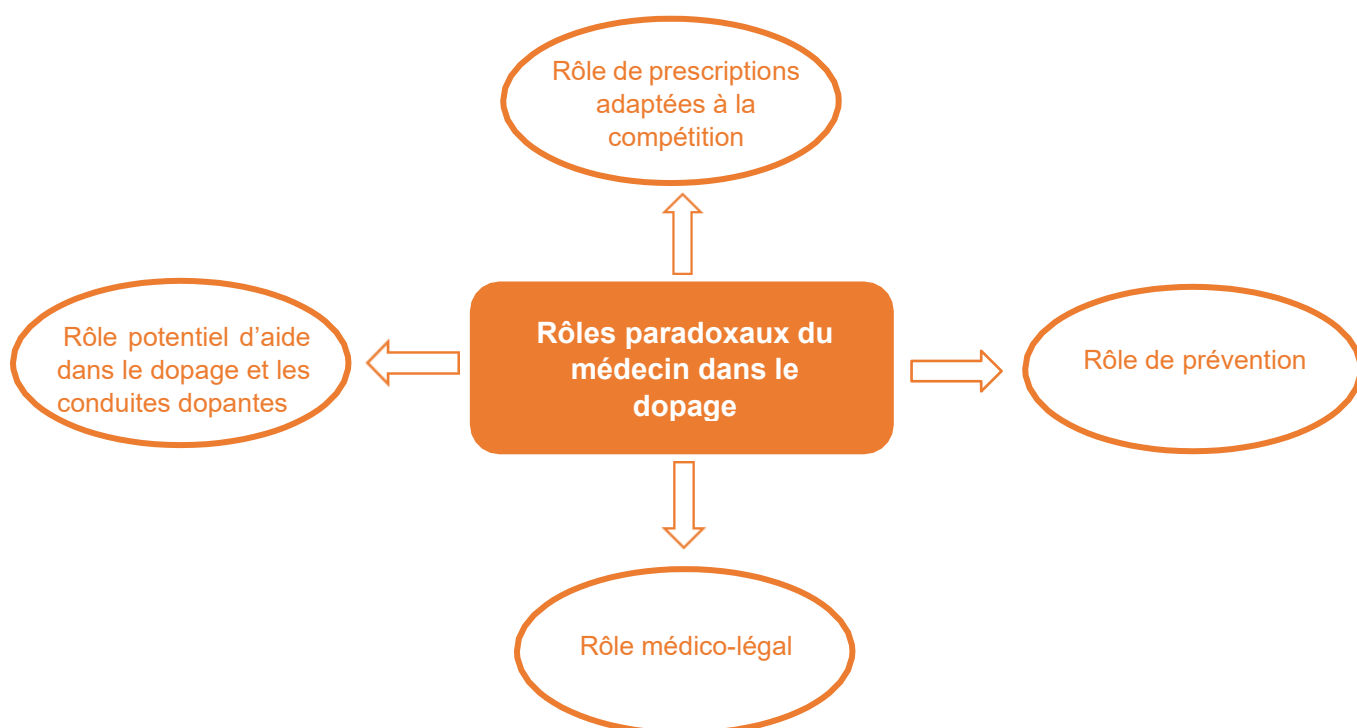 Rôle de prescriptions
adaptées à la
compétition
Rôle potentiel d’aide
dans le dopage et les
conduites dopantes
Rôles paradoxaux du
médecin dans le
dopage
Rôle de prévention
Rôle médico-légal